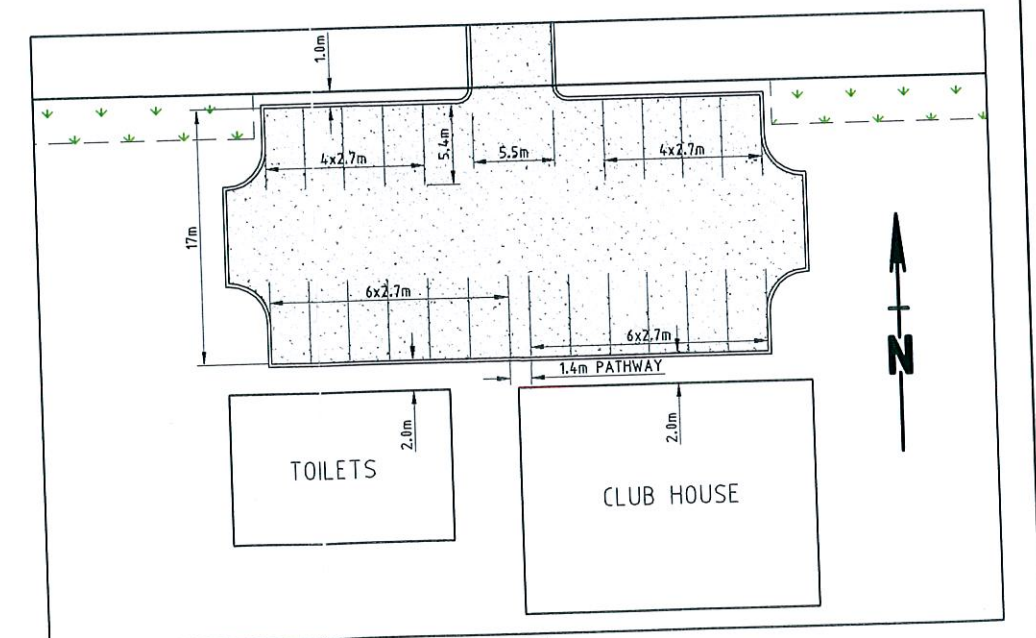 1.0m
4x2.7m
5.4m
5.5m
4x2.7m
17m
6x2.7m
6x2.7m
N
1.4m PATHWAY
2.0m
2.0m
TOILETS
CLUB HOUSE